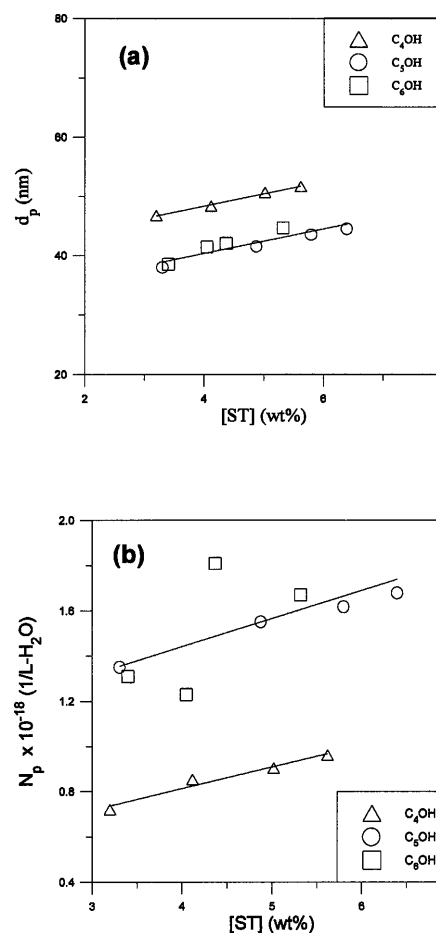 80
(a)
C₄OH
C₅OH
C₆OH
60
dₚ (nm)
40
20
2
4
6
[ST] (wt%)
2.0
(b)
1.6
Nₚ x 10⁻¹⁸ (1/L-H₂O)
1.2
0.8
C₄OH
C₅OH
C₆OH
0.4
3
4
5
6
[ST] (wt%)